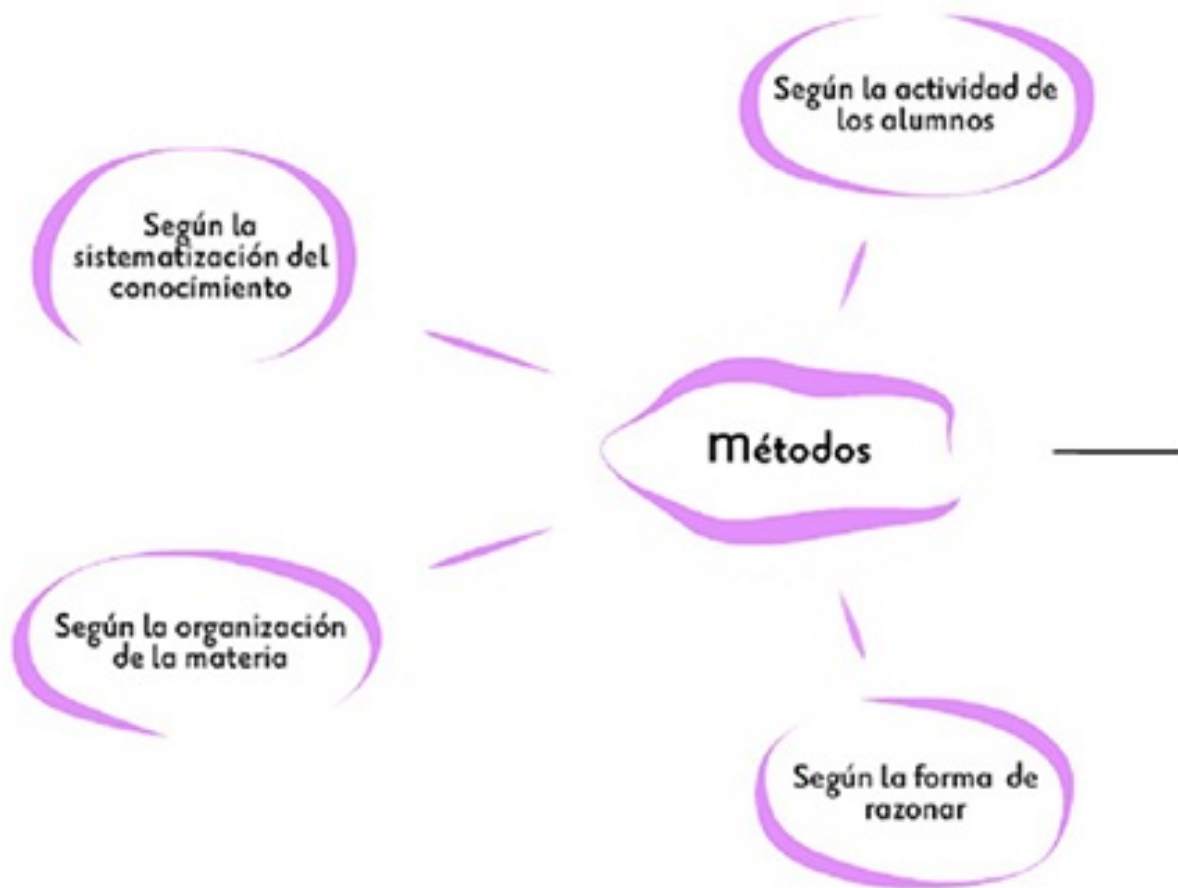 Según la actividad de
los alumnos
Según la
sistematización del
conocimiento
métodos
Según la organización
de la materia
Según la forma de
razonar